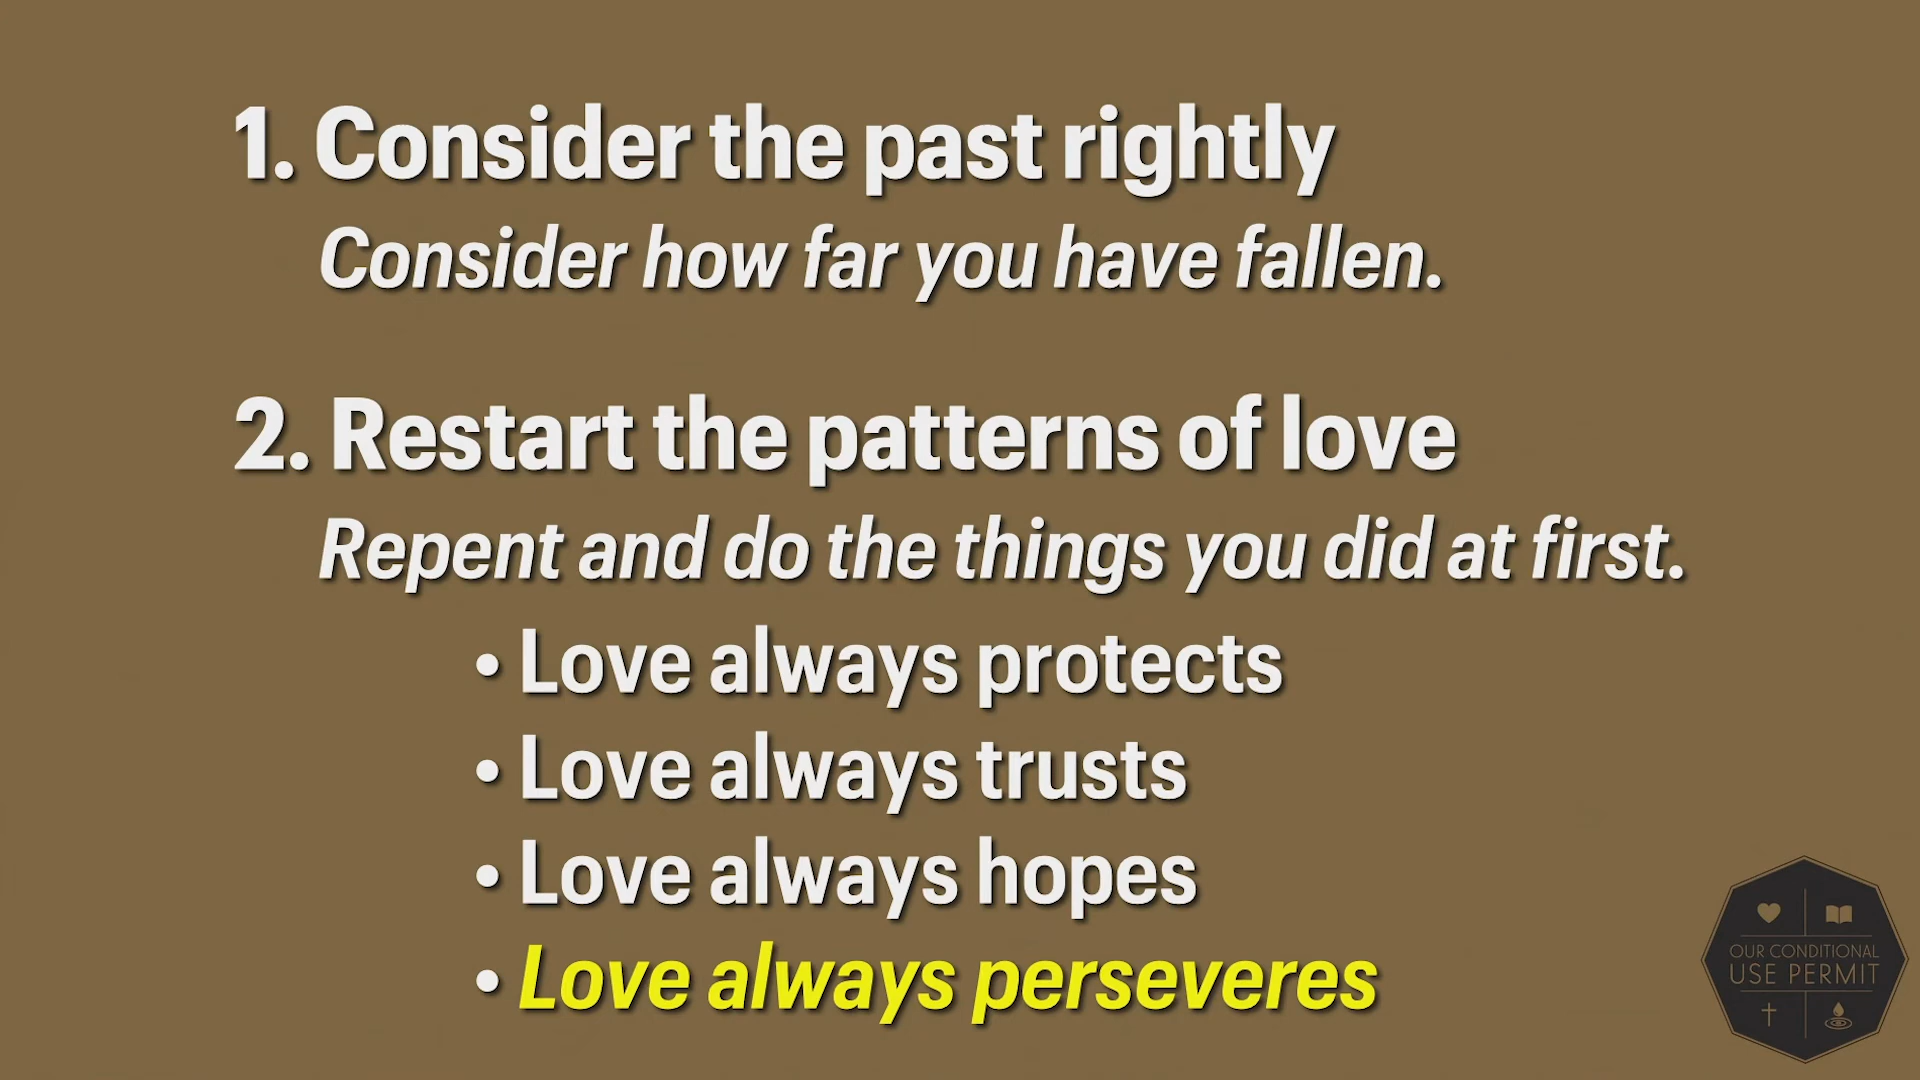 1. Consider the past rightly
Consider how far you have fallen.
2. Restart the patterns of love
Repent and do the things you did at first.
• Love always protects
• Love always trusts
• Love always hopes
• Love always perseveres
OUR CONDITIONAL
USE PERMIT